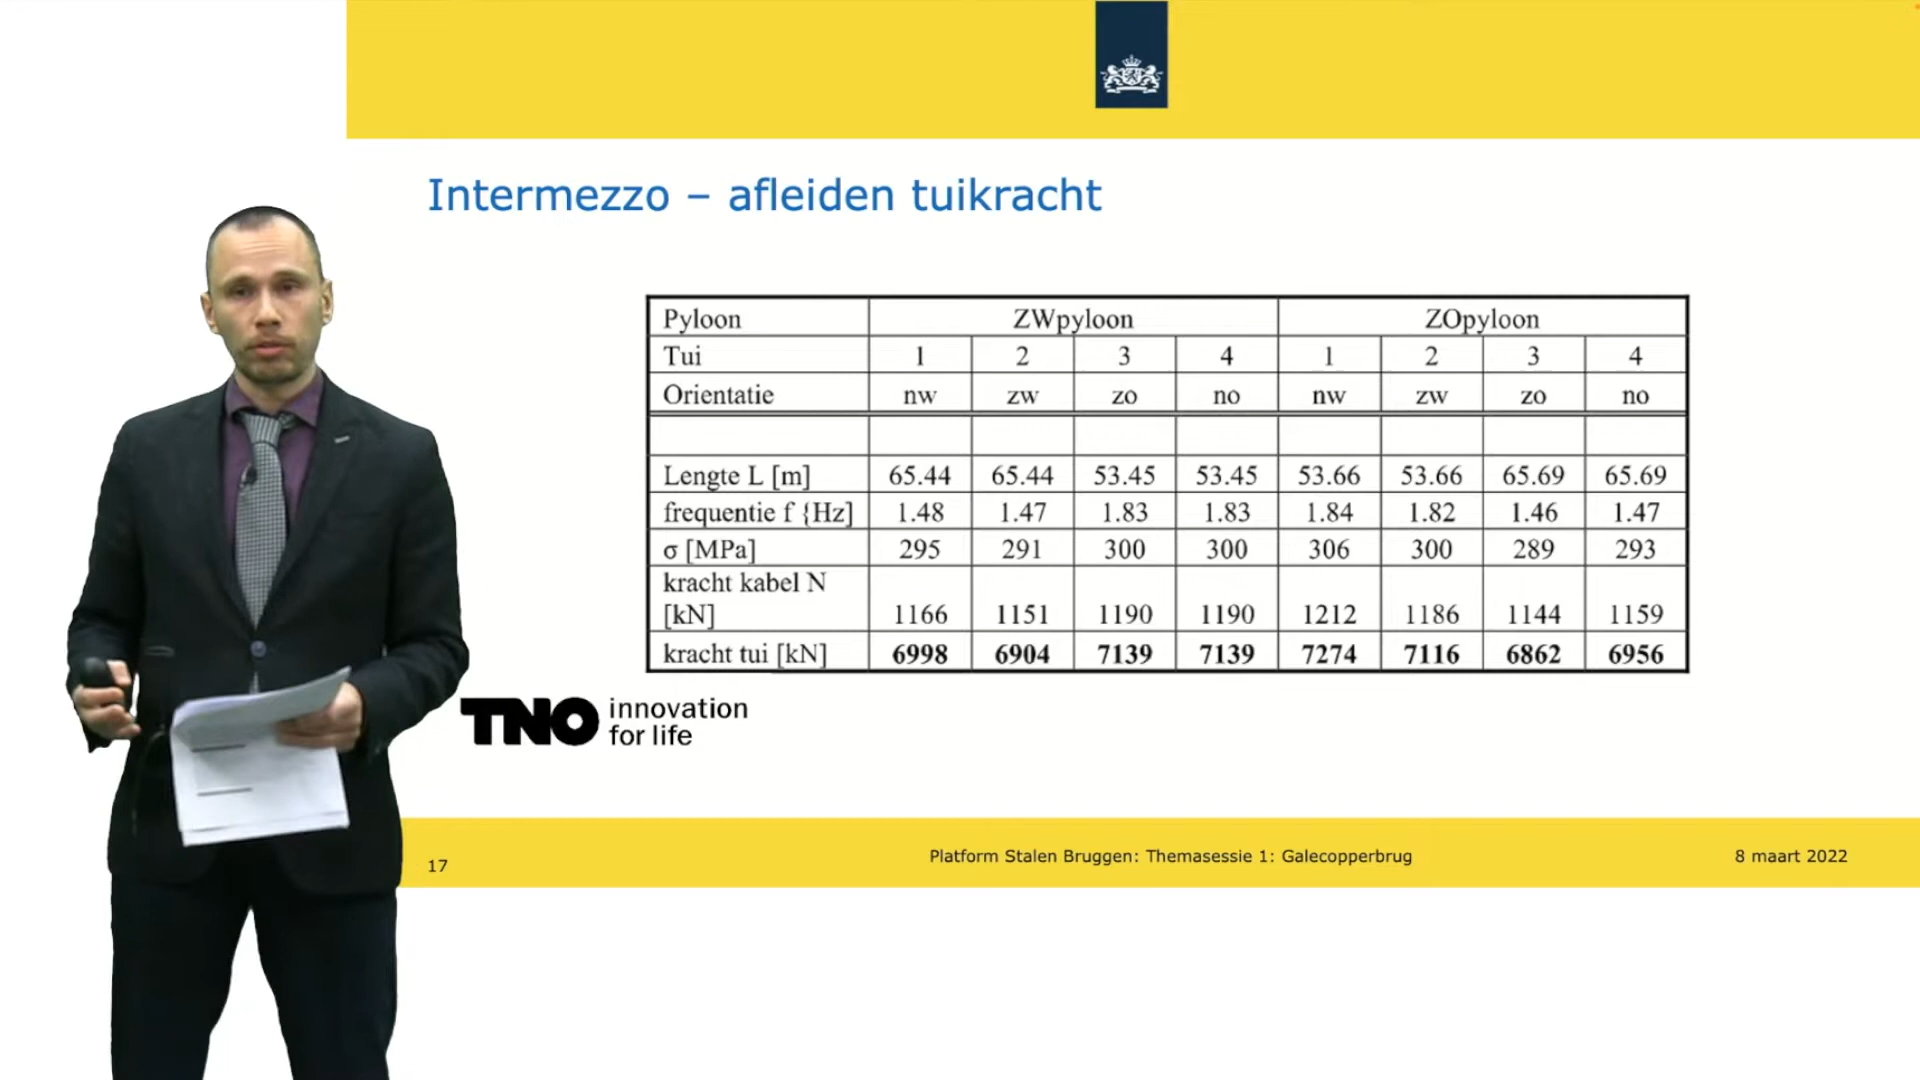 Intermezzo – afleiden tuikracht
Pyloon ZWpyloon ZOpyloon
Tui 1 2 3 4 1 2 3 4
Orientatie nw zw zo no nw zw zo no
Lengte L [m] 65.44 65.44 53.45 53.45 53.66 53.66 65.69 65.69
frequentie f {Hz] 1.48 1.47 1.83 1.83 1.84 1.82 1.46 1.47
σ [MPa] 295 291 300 300 306 300 289 293
kracht kabel N
[kN] 1166 1151 1190 1190 1212 1186 1144 1159
kracht tui [kN] 6998 6904 7139 7139 7274 7116 6862 6956
TNO innovation
for life
17 Platform Stalen Bruggen: Themasessie 1: Galecopperbrug 8 maart 2022